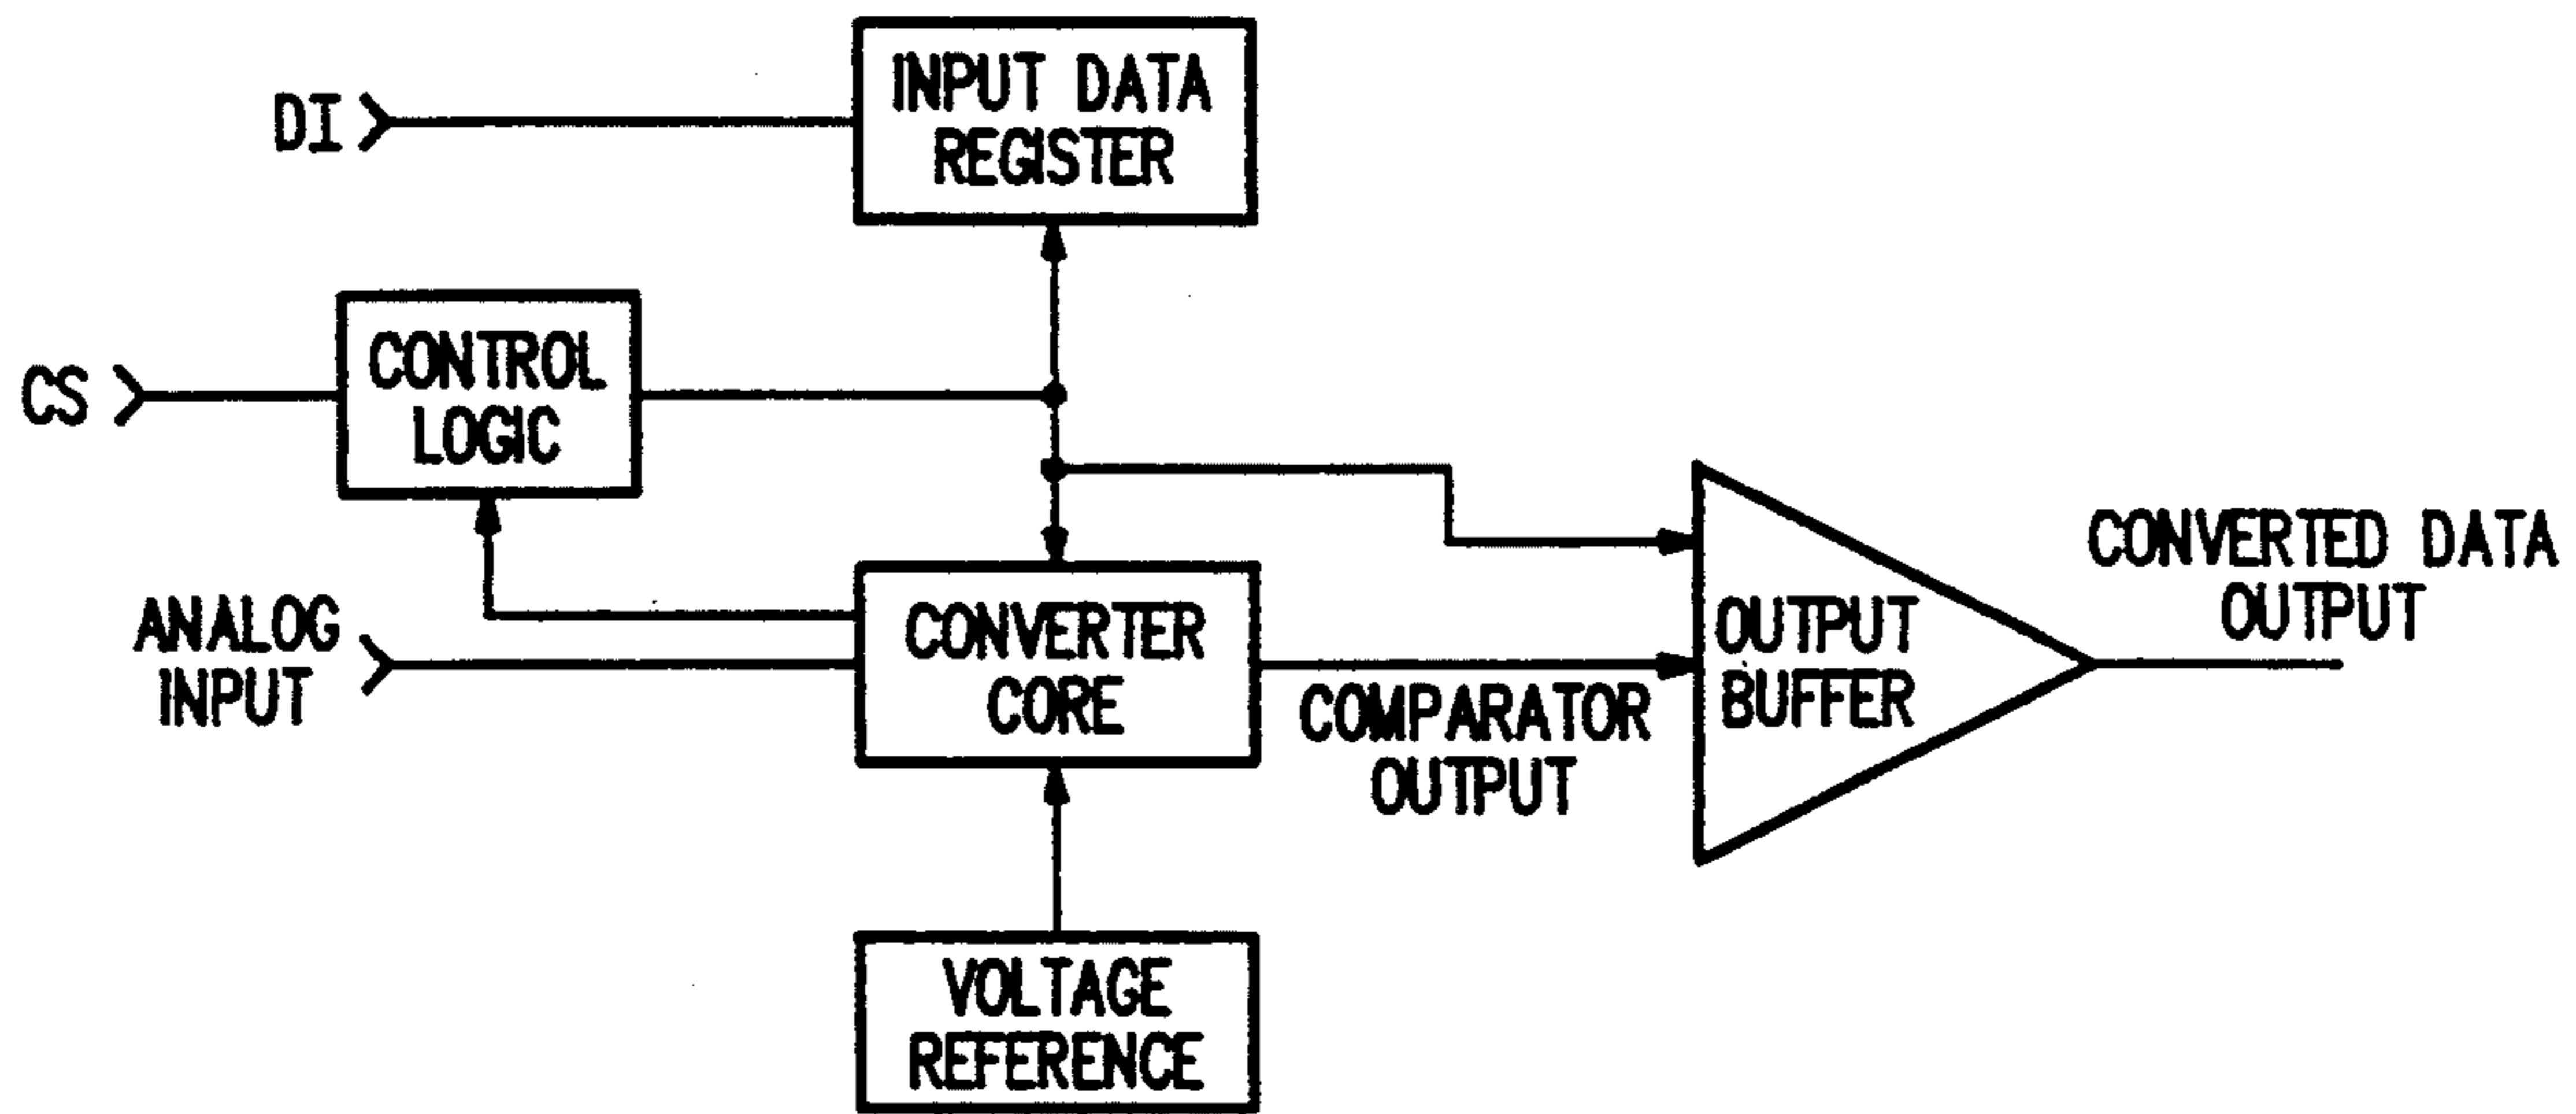 INPUT DATA
REGISTER
DI
CONTROL
LOGIC
CS
CONVERTED DATA
OUTPUT
ANALOG
INPUT
CONVERTER
CORE
OUTPUT
BUFFER
COMPARATOR
OUTPUT
VOLTAGE
REFERENCE